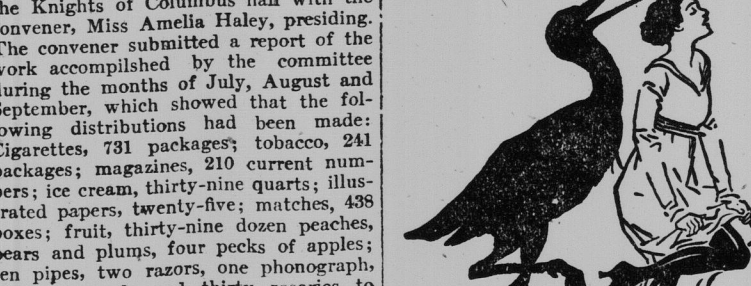 the Knights of Columbus hall with the
convener, Miss Amelia Haley, presiding.
The convener submitted a report of the
work accompilshed by the committee
during the months of July, August and
September, which showed that the fol-
lowing distributions had been made:
Cigarettes, 731 packages; tobacco, 241
packages; magazines, 210 current num-
bers; ice cream, thirty-nine quarts; illus-
trated papers, twenty-five; matches, 438
boxes; fruit, thirty-nine dozen peaches,
pears and plums, four pecks of apples;
ten pipes, two razors, one phonograph,
thirty to